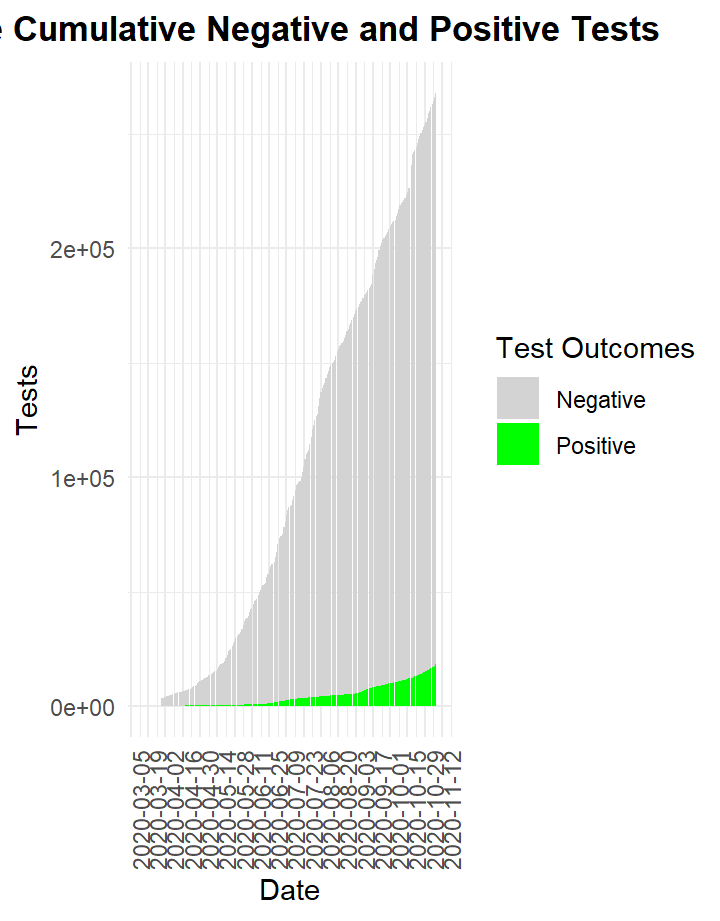 e Cumulative Negative and Positive Tests
2e+05
1e+05
0e+00
Tests
Test Outcomes
Negative
Positive
2020-03-05
2020-03-19
2020-04-02
2020-04-16
2020-04-30
2020-05-14
2020-05-28
2020-06-11
2020-06-25
2020-07-09
2020-07-23
2020-08-06
2020-08-20
2020-09-03
2020-09-17
2020-10-01
2020-10-15
2020-10-29
2020-11-12
Date